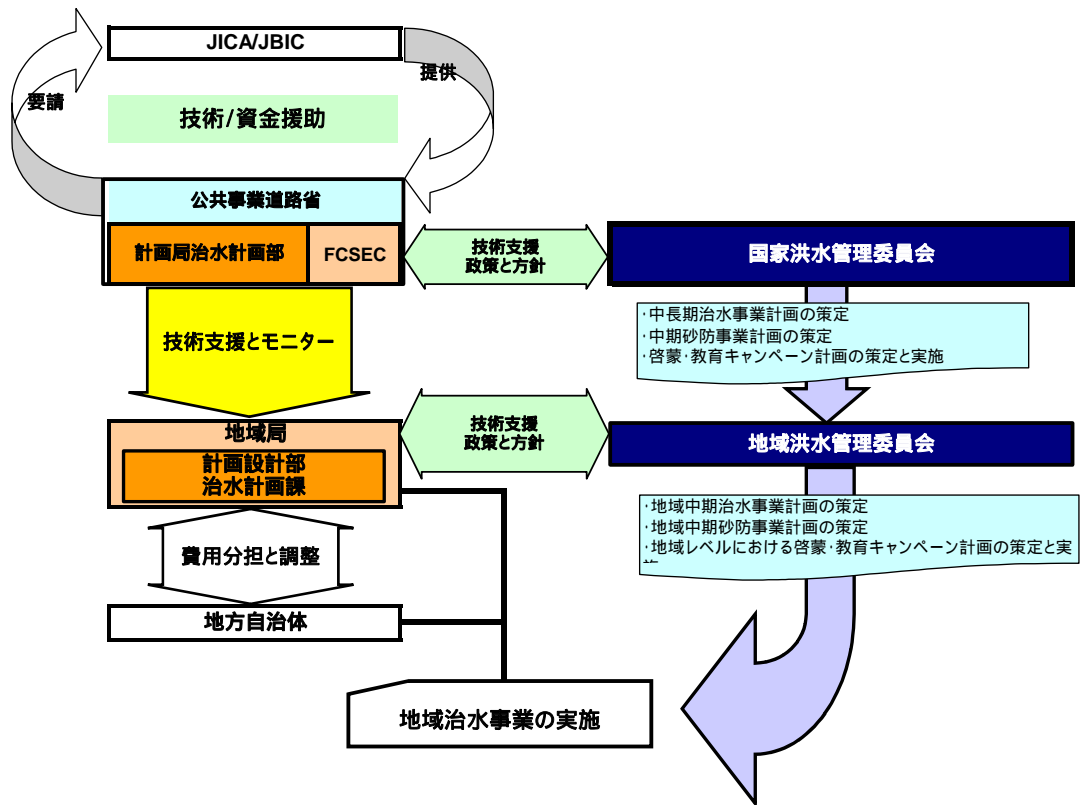 JICA/JBIC
要請
提供
技術/資金援助
公共事業道路省
計画局治水計画部
FCSEC
技術支援
政策と方針
国家洪水管理委員会
・中長期治水事業計画の策定
・中期砂防事業計画の策定
・啓蒙・教育キャンペーン計画の策定と実施
技術支援とモニター
地域局
計画設計部
治水計画課
技術支援
政策と方針
地域洪水管理委員会
・地域中期治水事業計画の策定
・地域中期砂防事業計画の策定
・地域レベルにおける啓蒙・教育キャンペーン計画の策定と実
費用分担と調整
地方自治体
地域治水事業の実施